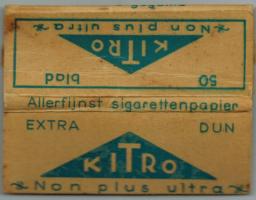 Non plus ultra
KITRO
50 blad
Allerfijnst sigarettenpapier
EXTRA DUN
KITRO
Non plus ultra